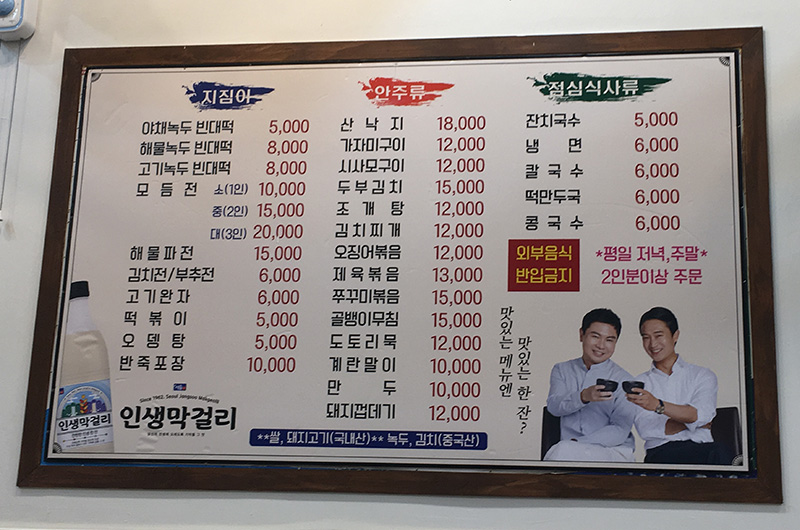 지짐이
야채녹두 빈대떡 5,000
해물녹두 빈대떡 8,000
고기녹두 빈대떡 8,000
모듬전 소(1인) 10,000
중(2인) 15,000
대(3인) 20,000
해물파전 15,000
김치전/부추전 6,000
고기완자 6,000
떡볶이 5,000
오뎅탕 5,000
반죽포장 10,000
안주류
산낙지 18,000
가자미구이 12,000
시사모구이 12,000
두부김치 15,000
조개탕 12,000
김치찌개 12,000
오징어볶음 12,000
제육볶음 13,000
쭈꾸미볶음 15,000
골뱅이무침 15,000
도토리묵 12,000
계란말이 10,000
만두 10,000
돼지껍데기 12,000
점심식사류
잔치국수 5,000
냉면 6,000
칼국수 6,000
떡만두국 6,000
콩국수 6,000
외부음식
반입금지
*평일 저녁,주말*
2인분이상 주문
맛있는 메뉴엔
맛있는 한 잔?
인생막걸리
Since 1962. Seoul Jangsoo Makgeolli
인생막걸리
**쌀, 돼지고기(국내산)** 녹두, 김치(중국산)